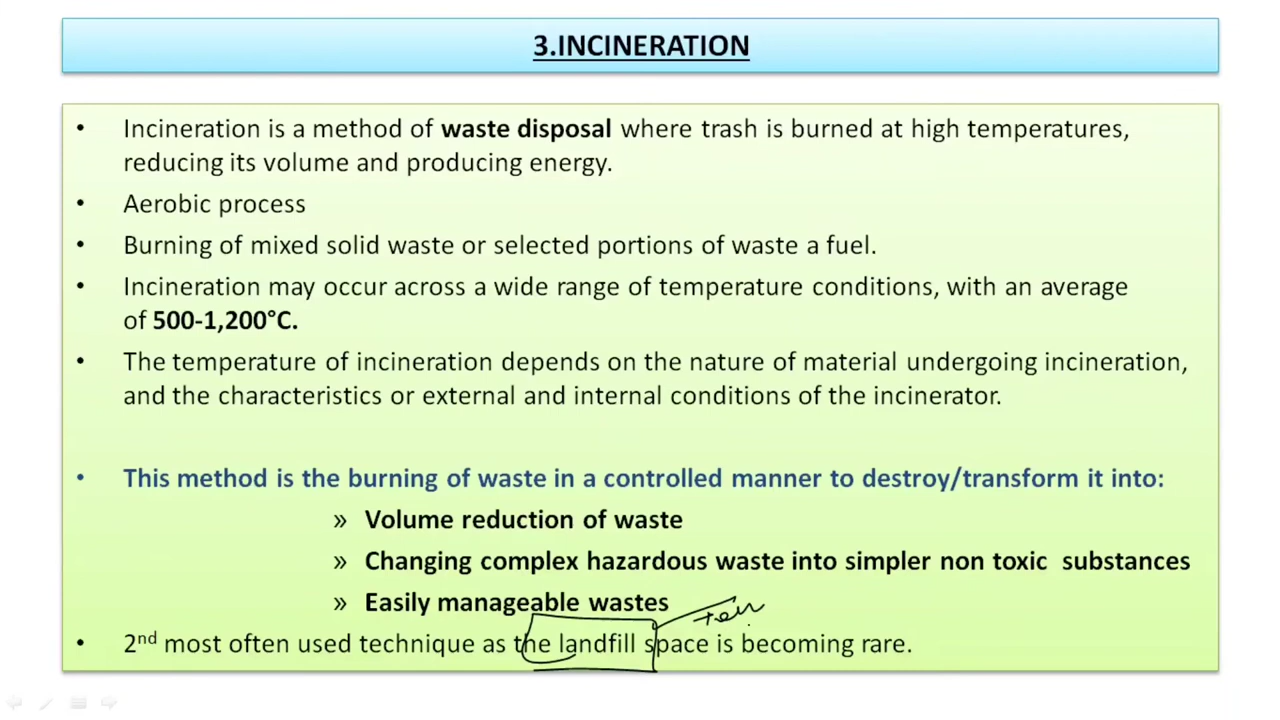 3.INCINERATION
• Incineration is a method of waste disposal where trash is burned at high temperatures,
reducing its volume and producing energy.
• Aerobic process
• Burning of mixed solid waste or selected portions of waste a fuel.
• Incineration may occur across a wide range of temperature conditions, with an average
of 500-1,200°C.
• The temperature of incineration depends on the nature of material undergoing incineration,
and the characteristics or external and internal conditions of the incinerator.
• This method is the burning of waste in a controlled manner to destroy/transform it into:
» Volume reduction of waste
» Changing complex hazardous waste into simpler non toxic substances
» Easily manageable wastes
• 2nd most often used technique as the landfill space is becoming rare.